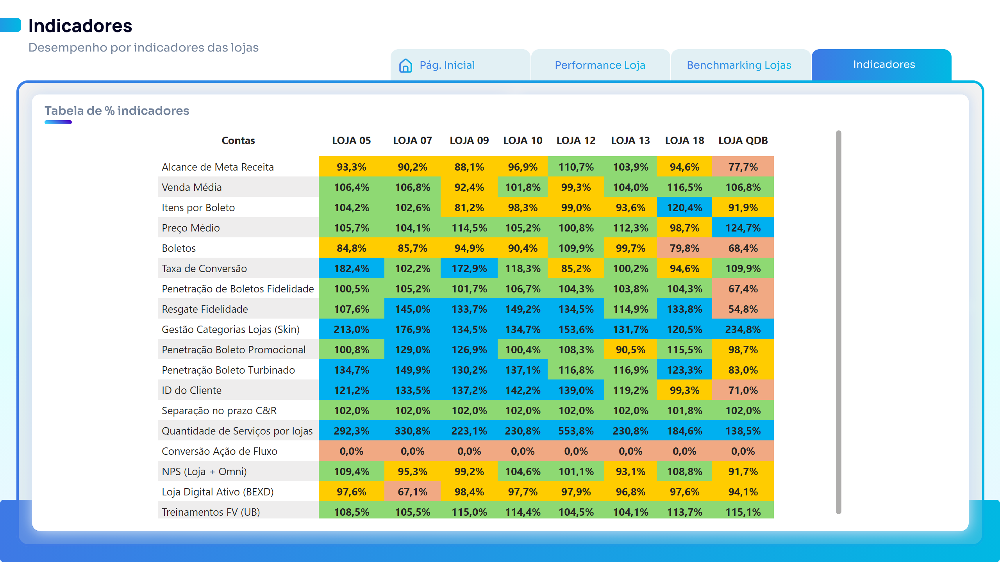 Indicadores
Desempenho por indicadores das lojas
Pág. Inicial Performance Loja Benchmarking Lojas Indicadores
Tabela de % indicadores
Contas LOJA 05 LOJA 07 LOJA 09 LOJA 10 LOJA 12 LOJA 13 LOJA 18 LOJA QDB
Alcance de Meta Receita 93,3% 90,2% 88,1% 96,9% 110,7% 103,9% 94,6% 77,7%
Venda Média 106,4% 106,8% 92,4% 101,8% 99,3% 104,0% 116,5% 106,8%
Itens por Boleto 104,2% 102,6% 81,2% 98,3% 99,0% 93,6% 120,4% 91,9%
Preço Médio 105,7% 104,1% 114,5% 105,2% 100,8% 112,3% 98,7% 124,7%
Boletos 84,8% 85,7% 94,9% 90,4% 109,9% 99,7% 79,8% 68,4%
Taxa de Conversão 182,4% 102,2% 172,9% 118,3% 85,2% 100,2% 94,6% 109,9%
Penetração de Boletos Fidelidade 100,5% 105,2% 101,7% 106,7% 104,3% 103,8% 104,3% 67,4%
Resgate Fidelidade 107,6% 145,0% 133,7% 149,2% 134,5% 114,9% 133,8% 54,8%
Gestão Categorias Lojas (Skin) 213,0% 176,9% 134,5% 134,7% 153,6% 131,7% 120,5% 234,8%
Penetração Boleto Promocional 100,8% 129,0% 126,9% 100,4% 108,3% 90,5% 115,5% 98,7%
Penetração Boleto Turbinado 134,7% 149,9% 130,2% 137,1% 116,8% 116,9% 123,3% 83,0%
ID do Cliente 121,2% 133,5% 137,2% 142,2% 139,0% 119,2% 99,3% 71,0%
Separação no prazo C&R 102,0% 102,0% 102,0% 102,0% 102,0% 102,0% 101,8% 102,0%
Quantidade de Serviços por lojas 292,3% 330,8% 223,1% 230,8% 553,8% 230,8% 184,6% 138,5%
Conversão Ação de Fluxo 0,0% 0,0% 0,0% 0,0% 0,0% 0,0% 0,0% 0,0%
NPS (Loja + Omni) 109,4% 95,3% 99,2% 104,6% 101,1% 93,1% 108,8% 91,7%
Loja Digital Ativo (BEXD) 97,6% 67,1% 98,4% 97,7% 97,9% 96,8% 97,6% 94,1%
Treinamentos FV (UB) 108,5% 105,5% 115,0% 114,4% 104,5% 104,1% 113,7% 115,1%